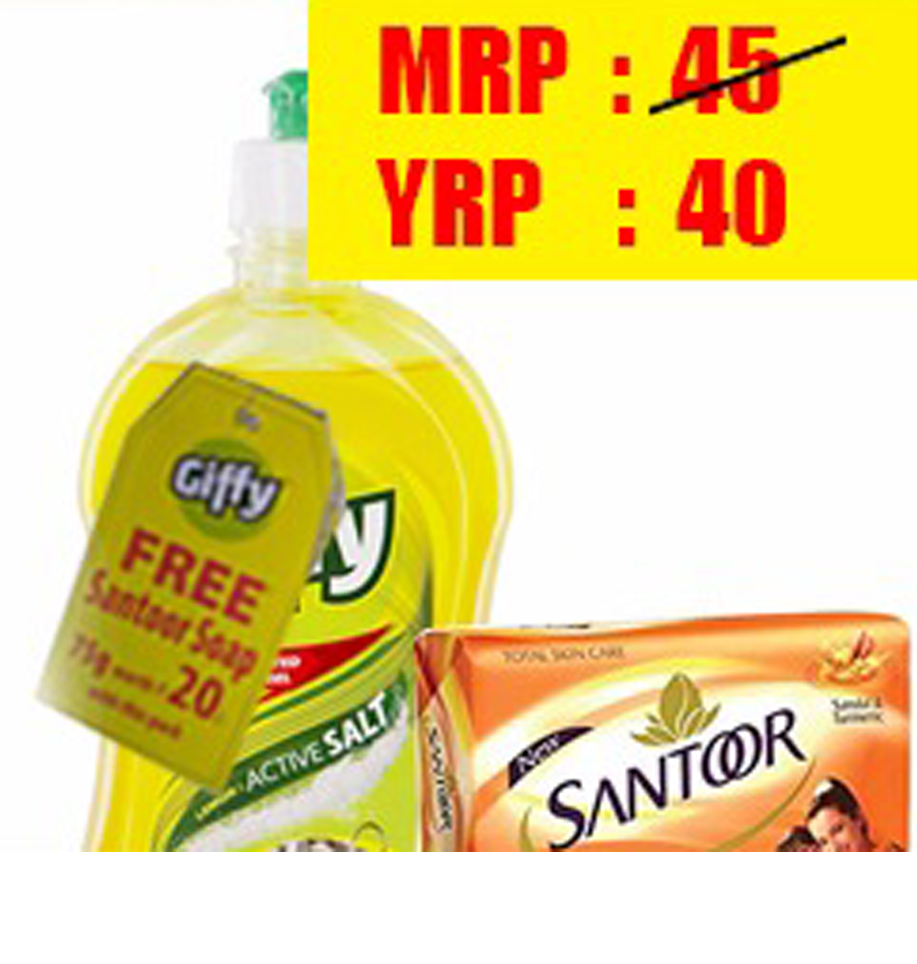 MRP : 45
YRP : 40
Giffy
FREE
Santoor Soap
75g worth ₹ 20
with this pack
y
ACTIVE SALT
TOTAL SKIN CARE
Sandal &
Turmeric
New
SANTOOR
SANTOOR